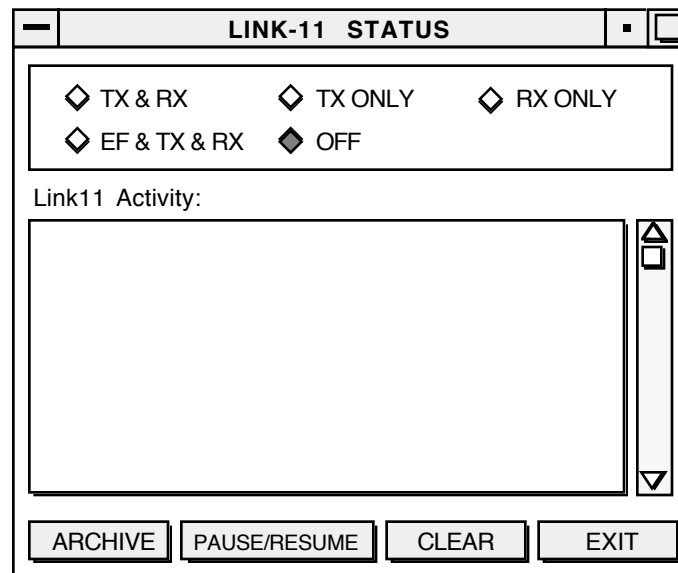 LINK-11 STATUS
TX & RX TX ONLY RX ONLY
EF & TX & RX OFF
Link11 Activity:
ARCHIVE PAUSE/RESUME CLEAR EXIT